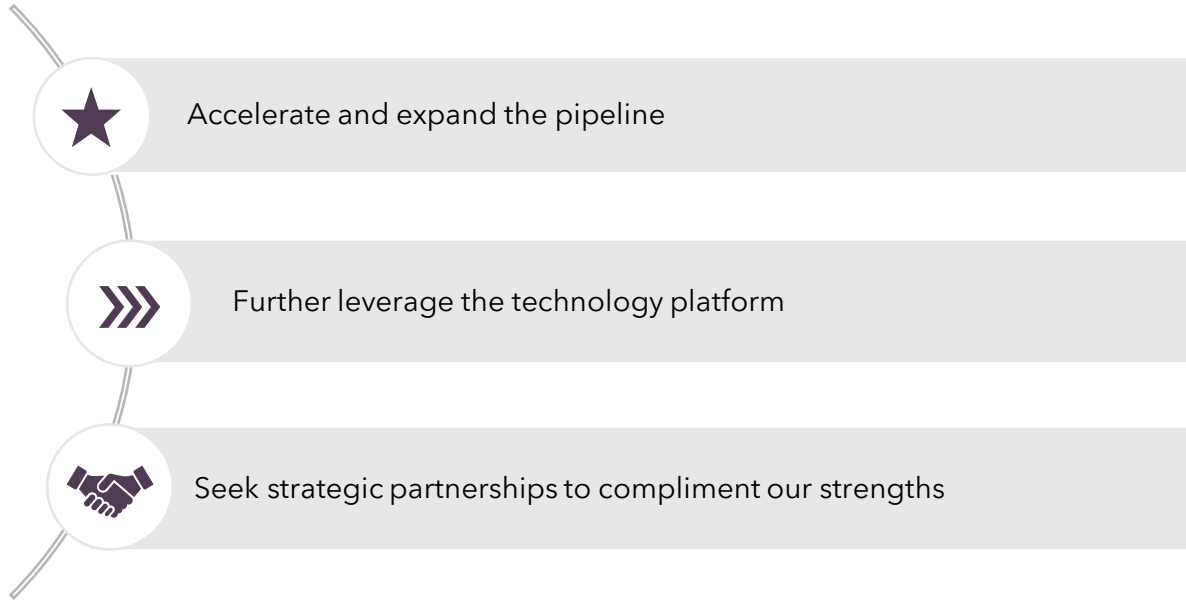 Accelerate and expand the pipeline
Further leverage the technology platform
Seek strategic partnerships to compliment our strengths